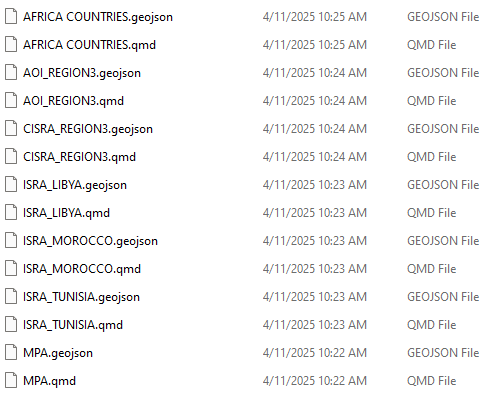 AFRICA COUNTRIES.geojson 4/11/2025 10:25 AM GEOJSON File
AFRICA COUNTRIES.qmd 4/11/2025 10:25 AM QMD File
AOI_REGION3.geojson 4/11/2025 10:24 AM GEOJSON File
AOI_REGION3.qmd 4/11/2025 10:24 AM QMD File
CISRA_REGION3.geojson 4/11/2025 10:24 AM GEOJSON File
CISRA_REGION3.qmd 4/11/2025 10:24 AM QMD File
ISRA_LIBYA.geojson 4/11/2025 10:23 AM GEOJSON File
ISRA_LIBYA.qmd 4/11/2025 10:23 AM QMD File
ISRA_MOROCCO.geojson 4/11/2025 10:23 AM GEOJSON File
ISRA_MOROCCO.qmd 4/11/2025 10:23 AM QMD File
ISRA_TUNISIA.geojson 4/11/2025 10:23 AM GEOJSON File
ISRA_TUNISIA.qmd 4/11/2025 10:23 AM QMD File
MPA.geojson 4/11/2025 10:22 AM GEOJSON File
MPA.qmd 4/11/2025 10:22 AM QMD File